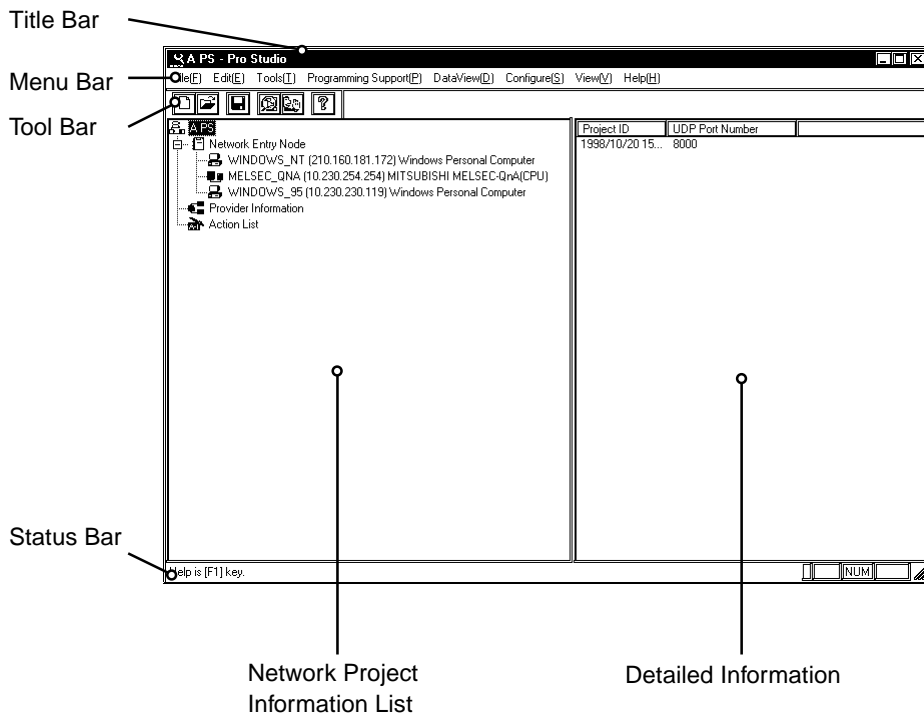 Title Bar
A PS - Pro Studio
Menu Bar
File(F) Edit(E) Tools(T) Programming Support(P) DataView(D) Configure(S) View(V) Help(H)
Tool Bar
A PS
Network Entry Node
WINDOWS_NT (210.160.181.172) Windows Personal Computer
MELSEC_QNA (10.230.254.254) MITSUBISHI MELSEC-QnA(CPU)
WINDOWS_95 (10.230.230.119) Windows Personal Computer
Provider Information
Action List
Project ID UDP Port Number
1998/10/20 15... 8000
Status Bar
Help is [F1] key.
NUM
Network Project
Information List
Detailed Information